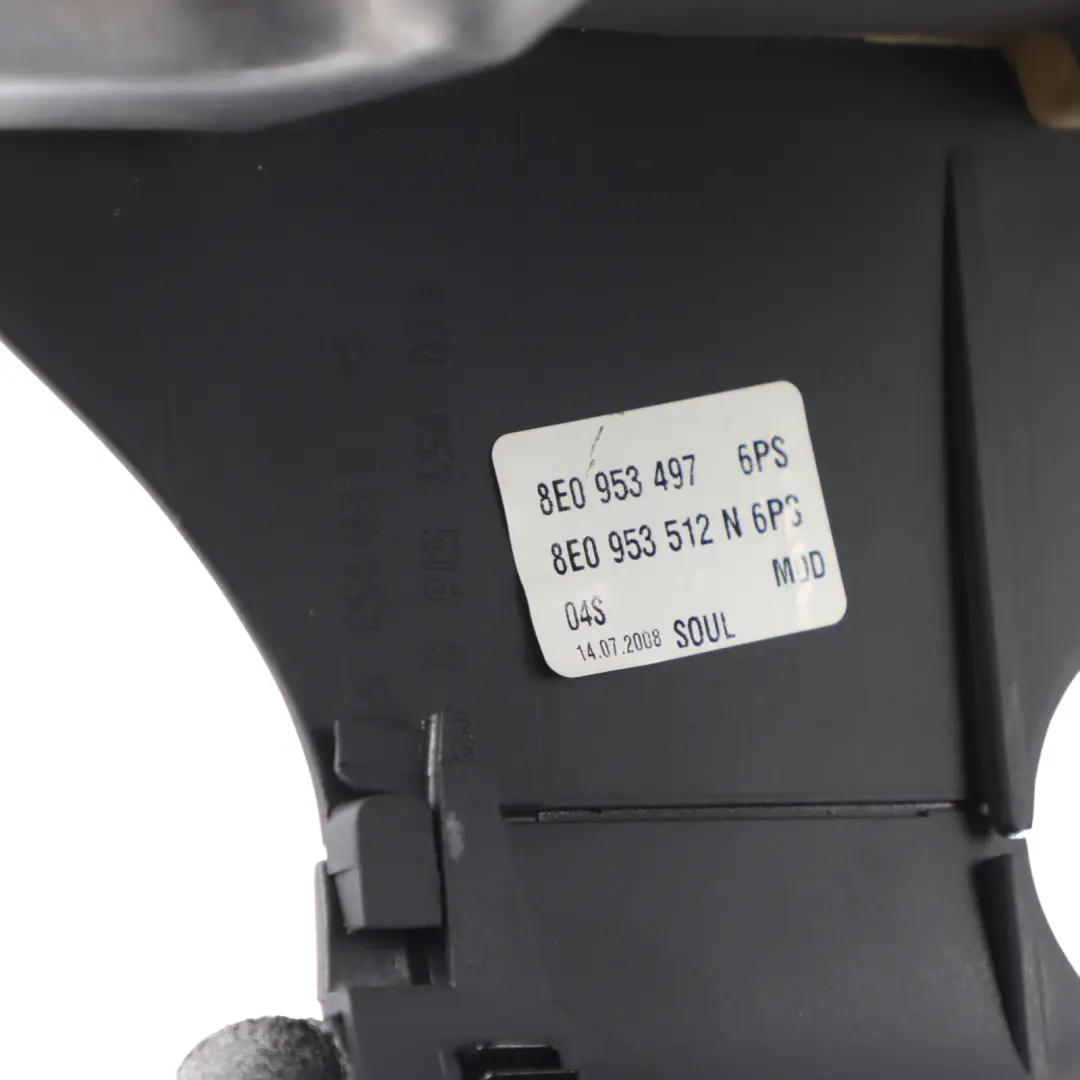 8E0 953 497 6PS
8E0 953 512 N 6PS
MOD
04S
14.07.2008 SOUL